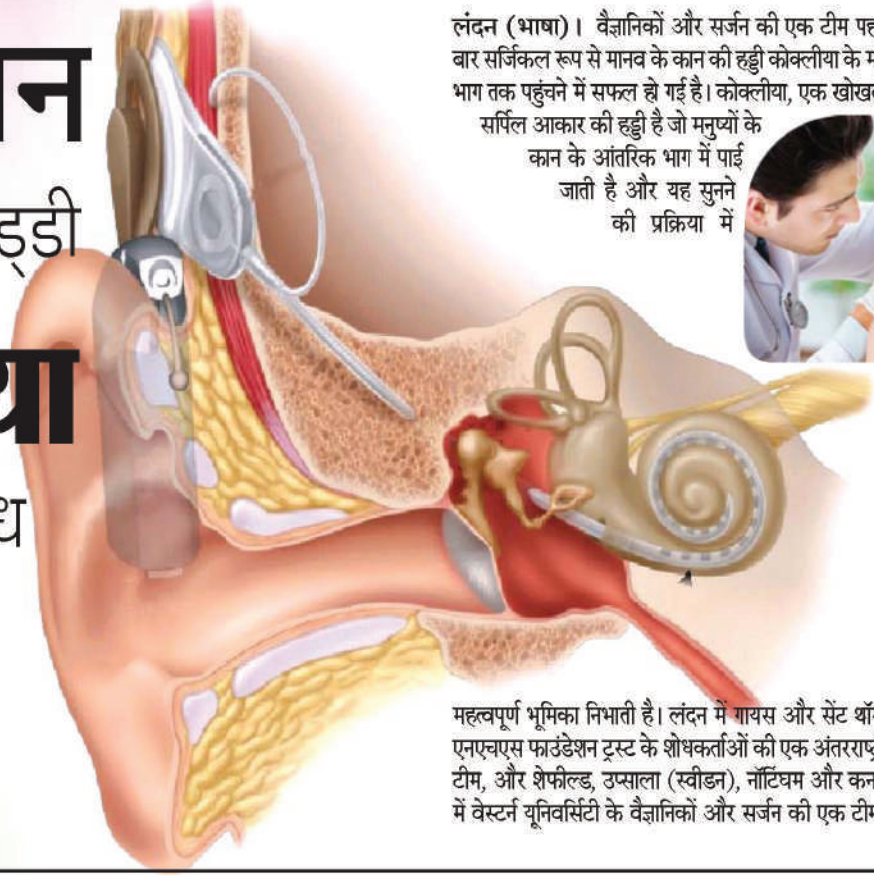 न
ड्डी
या
ध
लंदन (भाषा)। वैज्ञानिकों और सर्जन की एक टीम पह
बार सर्जिकल रूप से मानव के कान की हड्डी कोक्लीया के म
भाग तक पहुंचने में सफल हो गई है। कोक्लीया, एक खोख
सर्पिल आकार की हड्डी है जो मनुष्यों के
कान के आंतरिक भाग में पाई
जाती है और यह सुनने
की प्रक्रिया में
महत्वपूर्ण भूमिका निभाती है। लंदन में गायस और सेंट थॉ
एनएचएस फाउंडेशन ट्रस्ट के शोधकर्ताओं की एक अंतरराष्ट्
टीम, और शेफील्ड, उप्साला (स्वीडन), नॉटिंघम और कन
में वेस्टर्न यूनिवर्सिटी के वैज्ञानिकों और सर्जन की एक टीम